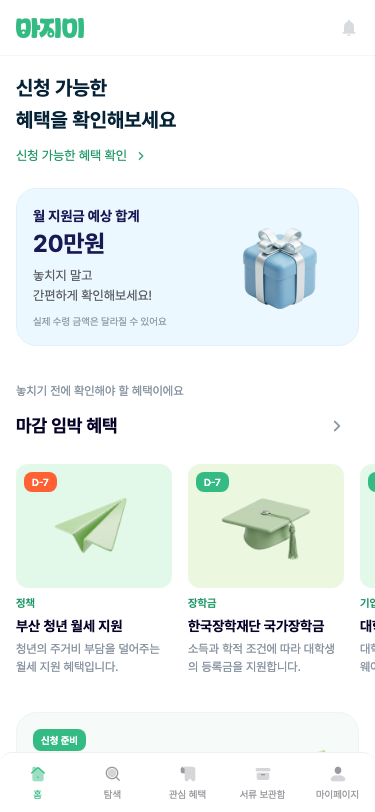 마지미
신청 가능한
혜택을 확인해보세요
신청 가능한 혜택 확인
월 지원금 예상 합계
20만원
놓치지 말고
간편하게 확인해보세요!
실제 수령 금액은 달라질 수 있어요
놓치기 전에 확인해야 할 혜택이에요
마감 임박 혜택
D-7
D-7
정책
장학금
부산 청년 월세 지원
한국장학재단 국가장학금
청년의 주거비 부담을 덜어주는
월세 지원 혜택입니다.
소득과 학적 조건에 따라 대학생
의 등록금을 지원합니다.
신청 준비
홈
탐색
관심 혜택
서류 보관함
마이페이지